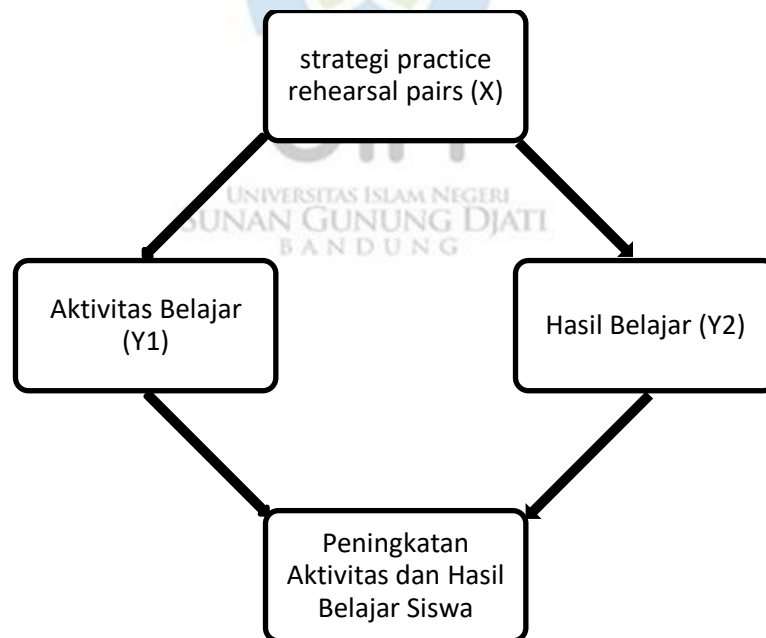 strategi practice
rehearsal pairs (X)
UNIVERSITAS ISLAM NEGERI
SUNAN GUNUNG DJATI
BANDUNG
Aktivitas Belajar
(Y1)
Hasil Belajar (Y2)
Peningkatan
Aktivitas dan Hasil
Belajar Siswa